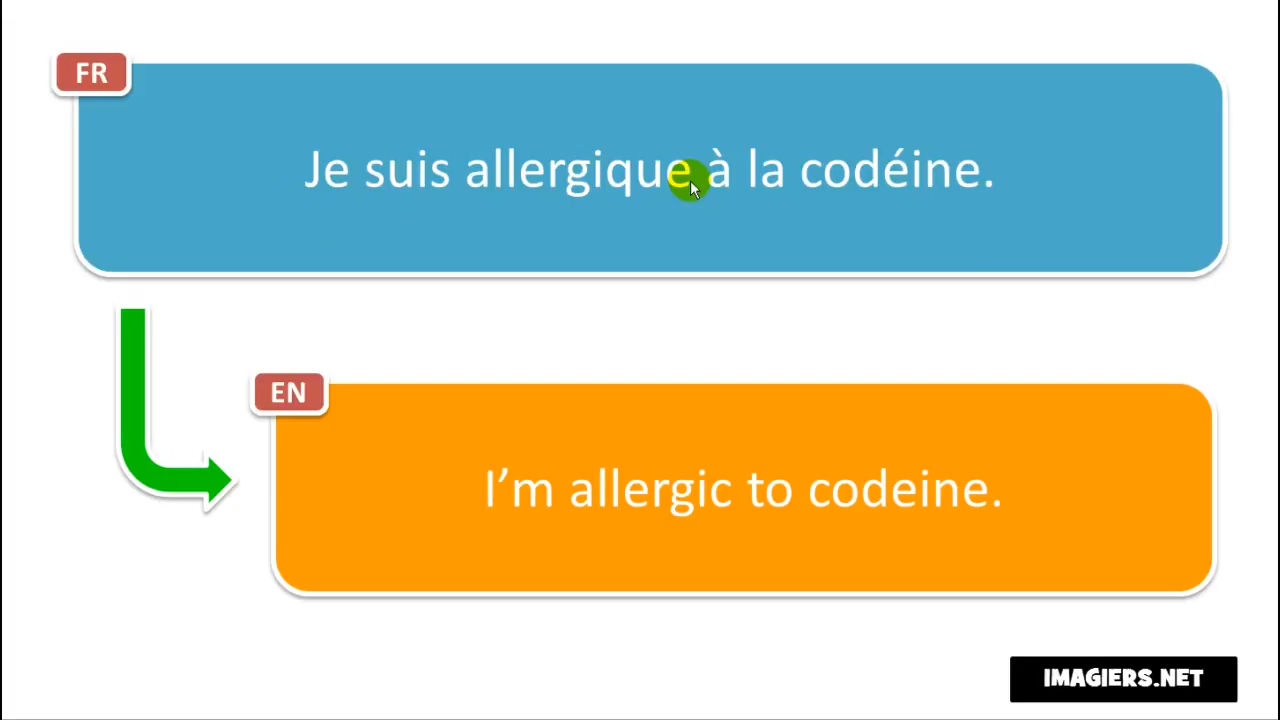 FR
Je suis allergique à la codéine.
EN
I’m allergic to codeine.
IMAGIERS.NET